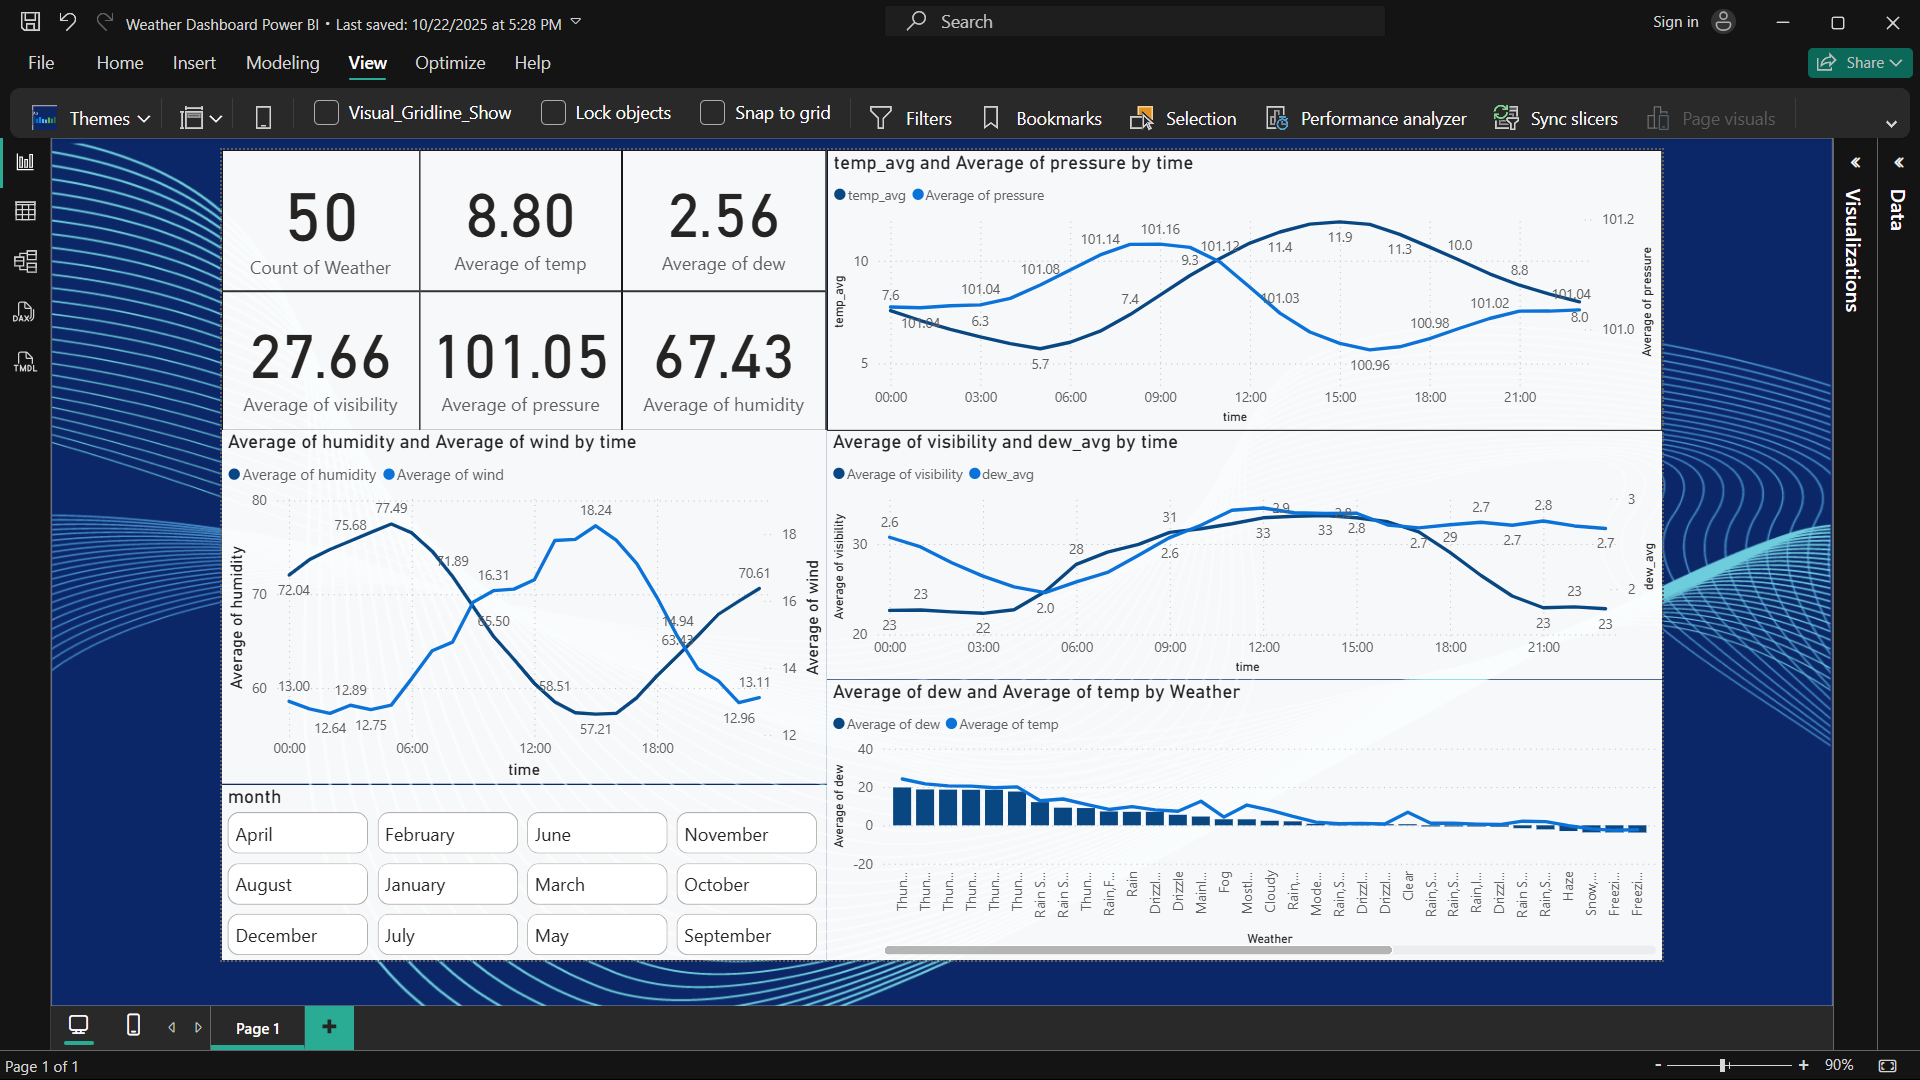 Weather Dashboard Power BI • Last saved: 10/22/2025 at 5:28 PM
Search
Sign in
File Home Insert Modeling View Optimize Help
Share
Themes
Visual_Gridline_Show
Lock objects
Snap to grid
Filters
Bookmarks
Selection
Performance analyzer
Sync slicers
Page visuals
DAX
TMDL
50
Count of Weather
8.80
Average of temp
2.56
Average of dew
27.66
Average of visibility
101.05
Average of pressure
67.43
Average of humidity
temp_avg and Average of pressure by time
temp_avg Average of pressure
temp_avg
10
5
7.6
101.04
101.04
6.3
101.08
5.7
101.14
7.4
101.16
9.3
101.12
11.4
101.03
11.9
100.96
11.3
100.98
10.0
101.02
8.8
101.04
8.0
101.2
101.0
Average of pressure
00:00 03:00 06:00 09:00 12:00 15:00 18:00 21:00
time
Average of humidity and Average of wind by time
Average of humidity Average of wind
Average of humidity
80
70
60
72.04
75.68
77.49
71.89
16.31
65.50
58.51
18.24
57.21
14.94
63.43
70.61
13.00
12.64
12.89
12.75
13.11
12.96
18
16
14
12
Average of wind
00:00 06:00 12:00 18:00
time
Average of visibility and dew_avg by time
Average of visibility dew_avg
Average of visibility
30
20
2.6
23
23
22
2.0
28
31
2.6
2.9
33
33
2.8
2.8
2.7
29
2.7
2.7
2.8
23
23
2.7
23
3
2
dew_avg
00:00 03:00 06:00 09:00 12:00 15:00 18:00 21:00
time
Average of dew and Average of temp by Weather
Average of dew Average of temp
Average of dew
40
20
0
-20
Thun... Thun... Thun... Thun... Thun... Thun... Rain S... Rain S... Thun... Rain,F... Rain Drizzl... Drizzle Mainl... Fog Mostl... Cloudy Rain,... Mode... Rain,S... Drizzl... Drizzl... Clear Rain,S... Rain,S... Rain,I... Drizzl... Rain S... Rain,S... Haze Snow,... Freezi... Freezi...
Weather
month
April February June November
August January March October
December July May September
Visualizations
Data
Page 1
Page 1 of 1
- + 90%